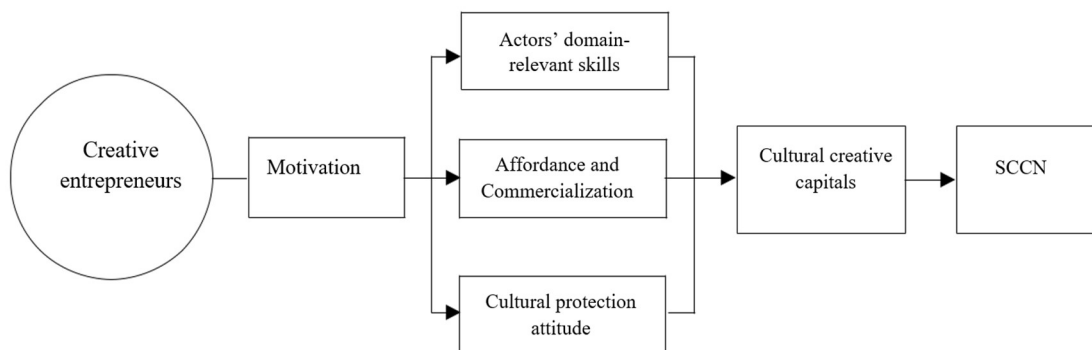 Creative
entrepreneurs
Motivation
Actors’ domain-
relevant skills
Affordance and
Commercialization
Cultural protection
attitude
Cultural creative
capitals
SCCN